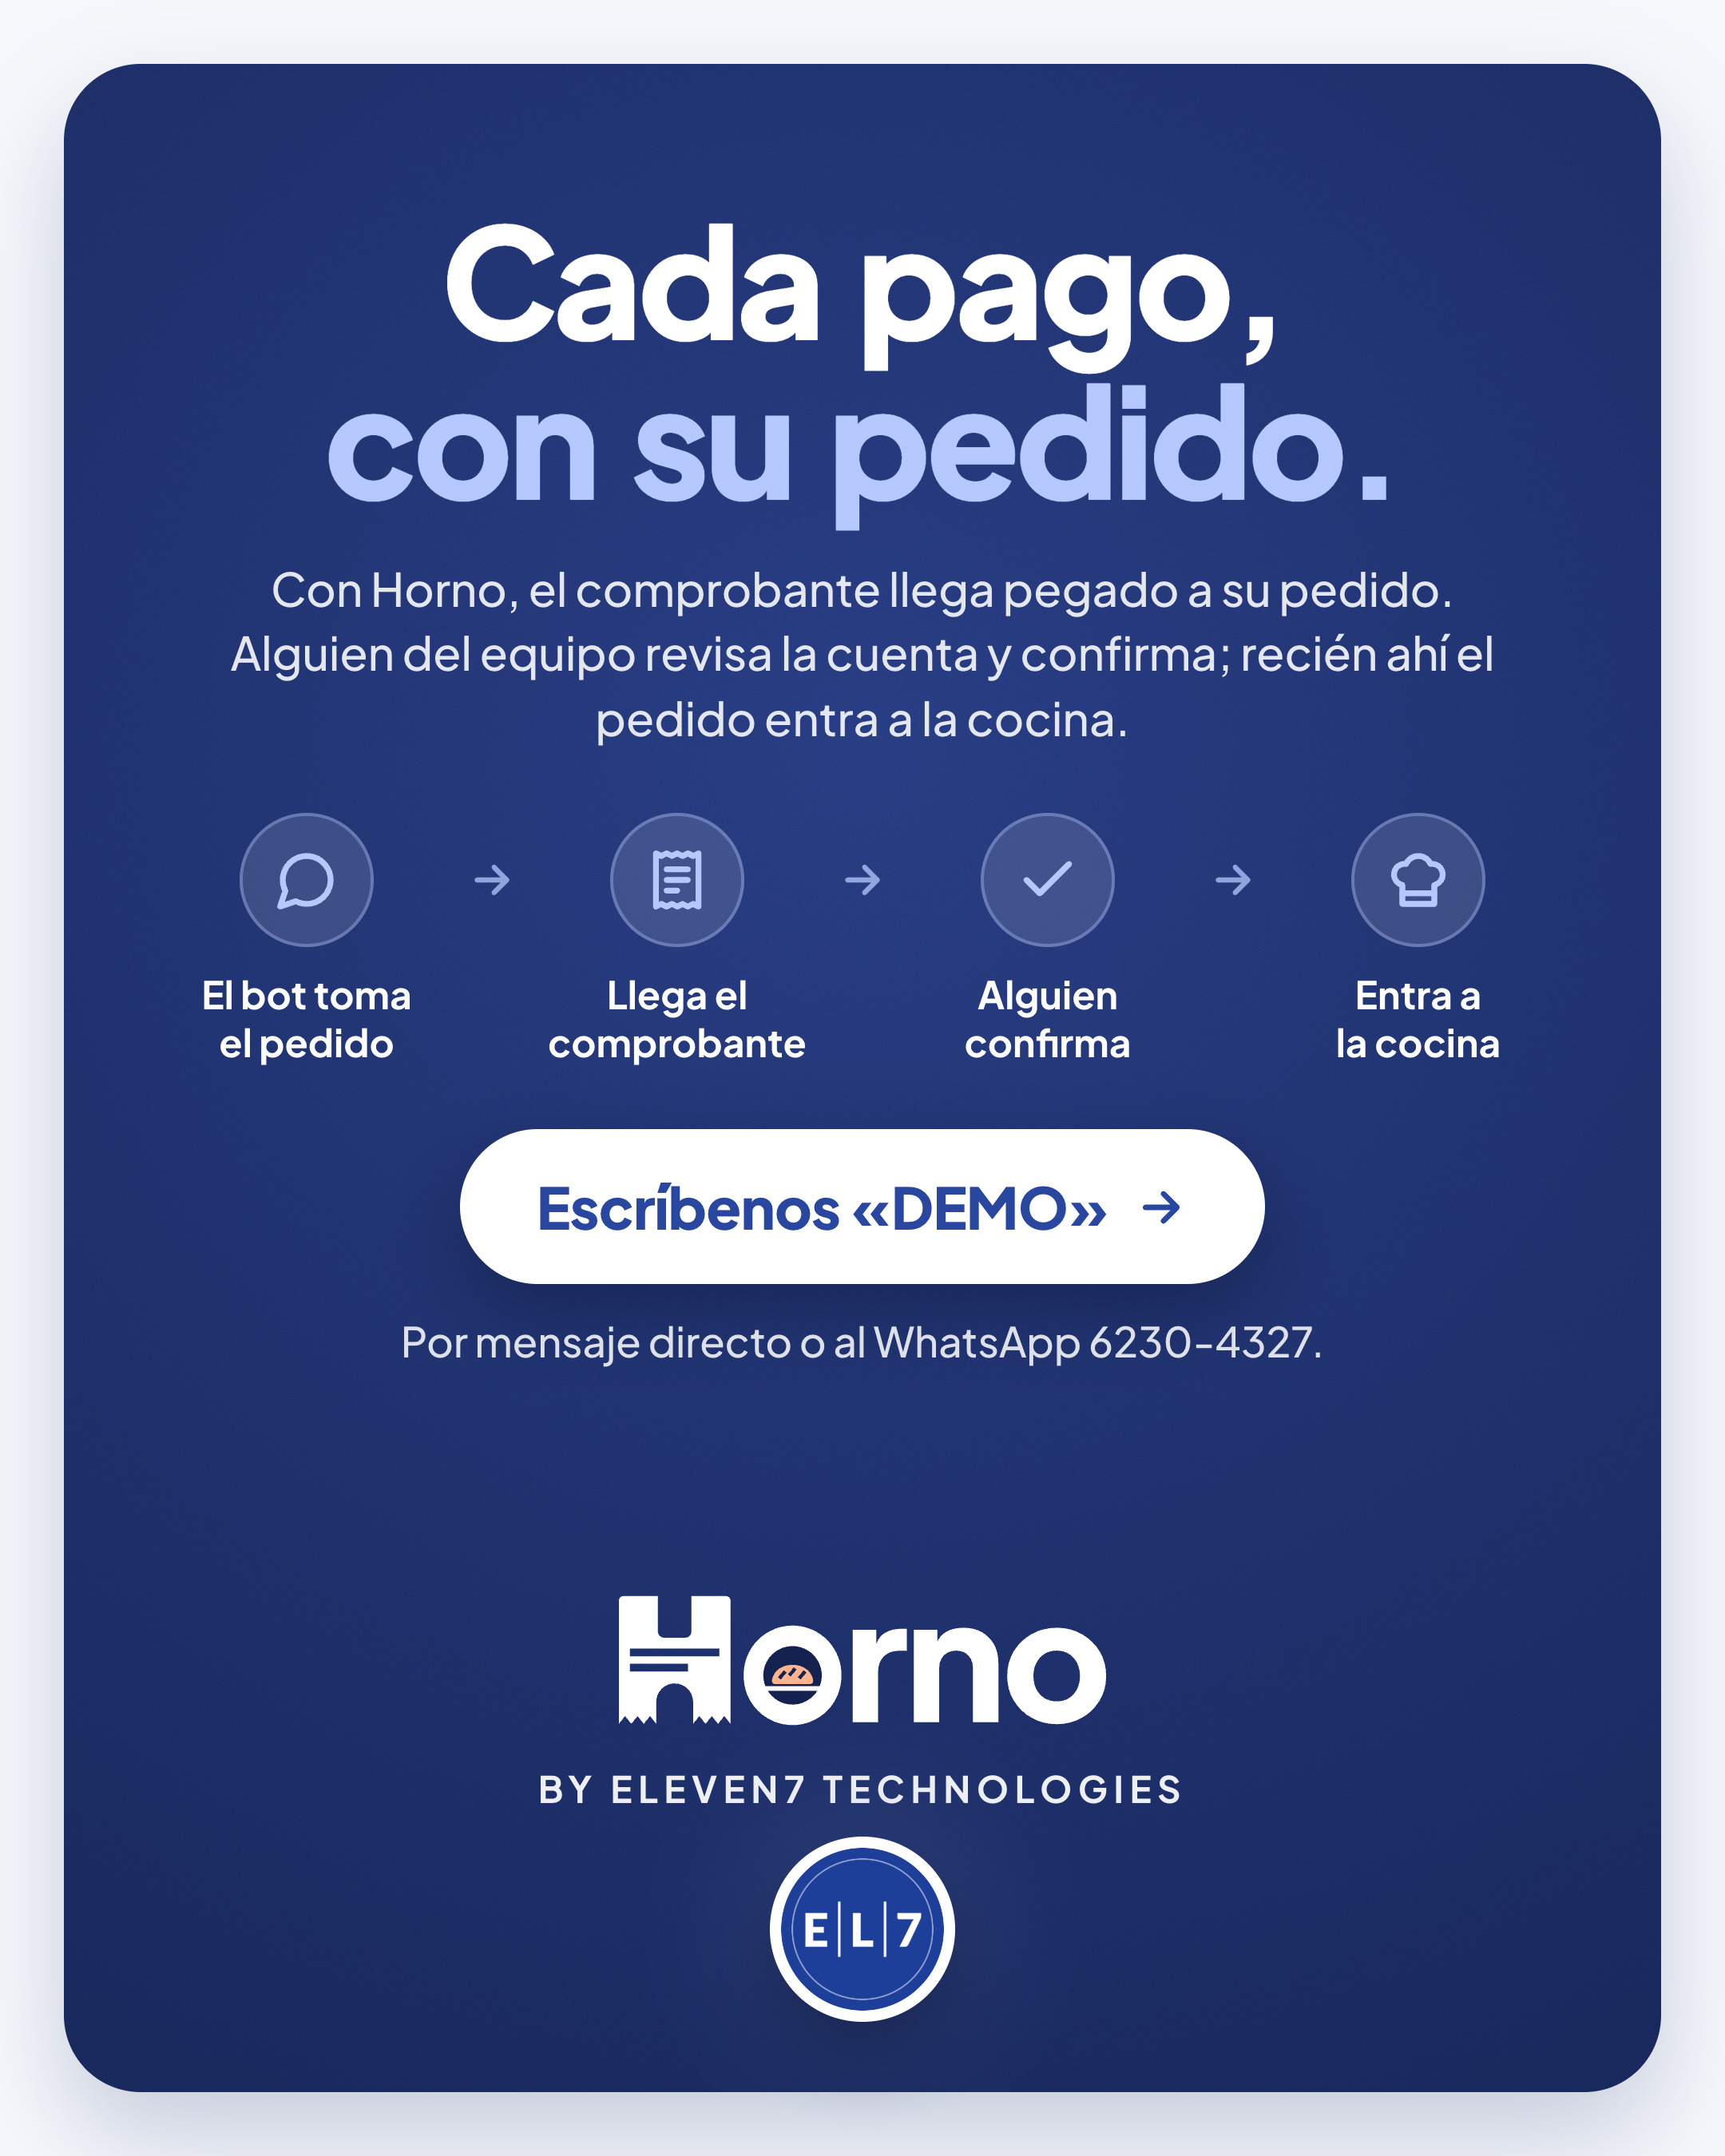 Cada pago,
con su pedido.
Con Horno, el comprobante llega pegado a su pedido.
Alguien del equipo revisa la cuenta y confirma; recién ahí el
pedido entra a la cocina.
El bot toma
el pedido
Llega el
comprobante
Alguien
confirma
Entra a
la cocina
Escríbenos «DEMO»
Por mensaje directo o al WhatsApp 6230-4327.
Horno
BY ELEVEN7 TECHNOLOGIES
E|L|7